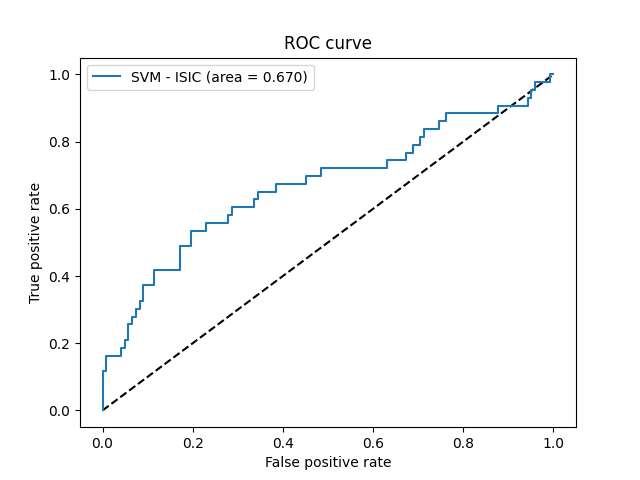 ROC curve
SVM - ISIC (area = 0.670)
1.0
0.8
0.6
0.4
0.2
0.0
True positive rate
0.0 0.2 0.4 0.6 0.8 1.0
False positive rate